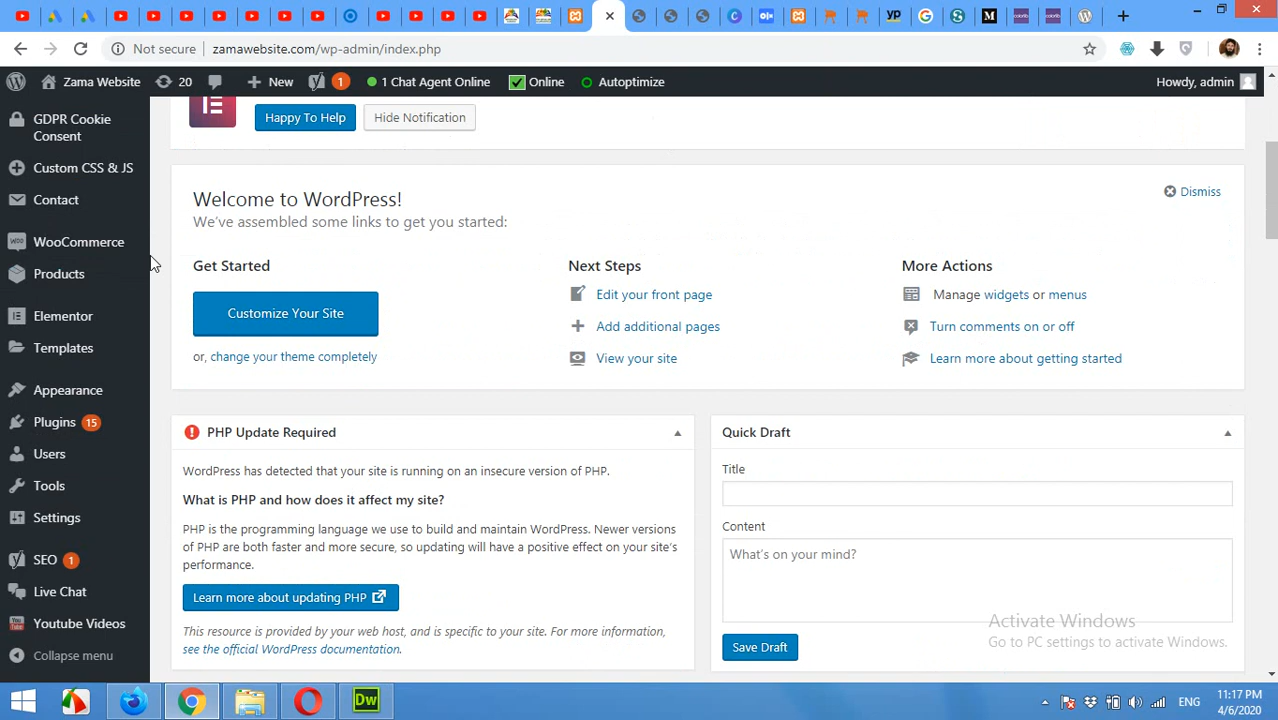 Not secure
zamawebsite.com/wp-admin/index.php
Zama Website
20
New
1
1 Chat Agent Online
Online
Autoptimize
Howdy, admin
GDPR Cookie
Consent
Custom CSS & JS
Contact
WooCommerce
Products
Elementor
Templates
Appearance
Plugins 15
Users
Tools
Settings
SEO 1
Live Chat
Youtube Videos
Collapse menu
Happy To Help
Hide Notification
Welcome to WordPress!
Dismiss
We've assembled some links to get you started:
Get Started
Customize Your Site
or, change your theme completely
Next Steps
Edit your front page
Add additional pages
View your site
More Actions
Manage widgets or menus
Turn comments on or off
Learn more about getting started
PHP Update Required
WordPress has detected that your site is running on an insecure version of PHP.
What is PHP and how does it affect my site?
PHP is the programming language we use to build and maintain WordPress. Newer versions
of PHP are both faster and more secure, so updating will have a positive effect on your site's
performance.
Learn more about updating PHP
This resource is provided by your web host, and is specific to your site. For more information,
see the official WordPress documentation.
Quick Draft
Title
Content
What's on your mind?
Save Draft
Activate Windows
Go to PC settings to activate Windows.
Dw
ENG
11:17 PM
4/6/2020